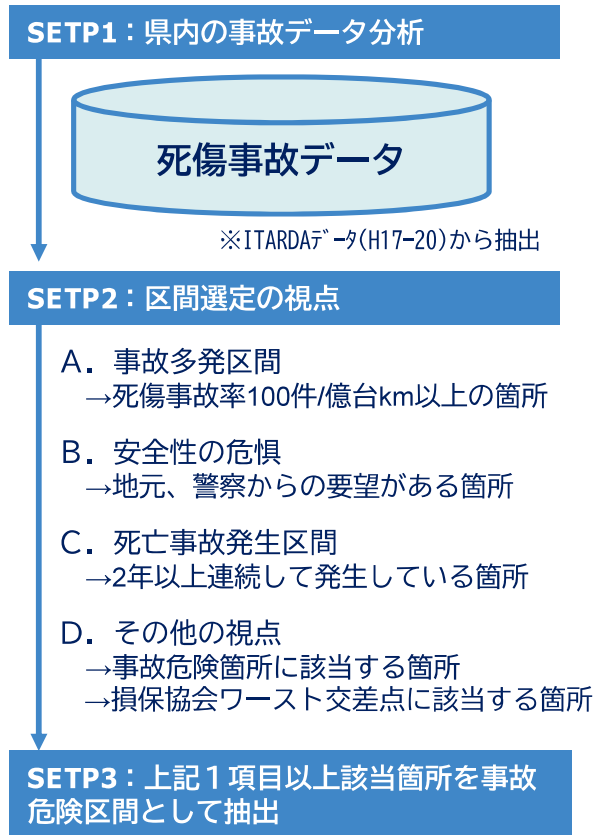 SETP1：県内の事故データ分析
死傷事故データ
※ITARDAﾃﾞｰﾀ(H17-20)から抽出
SETP2：区間選定の視点
A．事故多発区間
→死傷事故率100件/億台km以上の箇所
B．安全性の危惧
→地元、警察からの要望がある箇所
C．死亡事故発生区間
→2年以上連続して発生している箇所
D．その他の視点
→事故危険箇所に該当する箇所
→損保協会ワースト交差点に該当する箇所
SETP3：上記１項目以上該当箇所を事故
危険区間として抽出